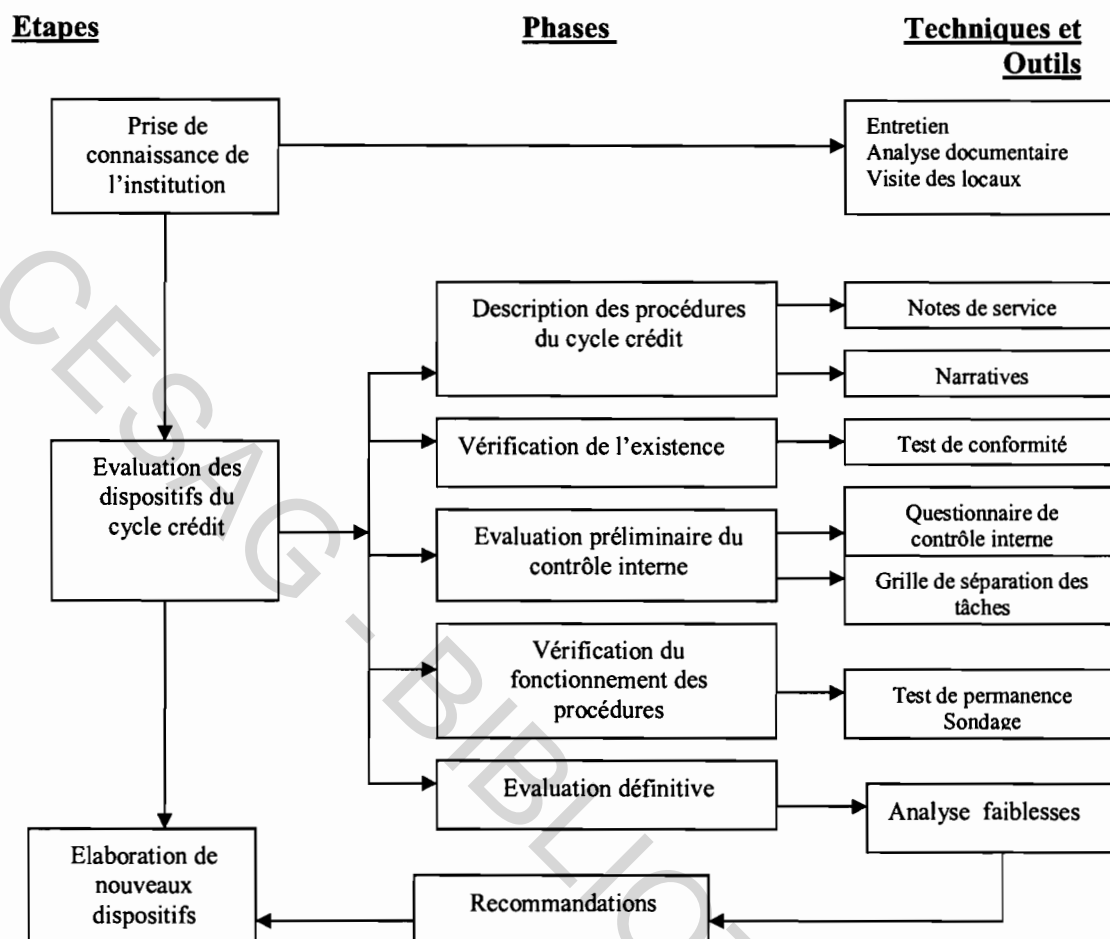 Etapes
Phases
Techniques et
Outils
Prise de
connaissance de
l’institution
Entretien
Analyse documentaire
Visite des locaux
Description des procédures
du cycle crédit
Notes de service
Narratives
Evaluation des
dispositifs du
cycle crédit
Vérification de l’existence
Test de conformité
Evaluation préliminaire du
contrôle interne
Questionnaire de
contrôle interne
Grille de séparation des
tâches
Vérification du
fonctionnement des
procédures
Test de permanence
Sondage
Evaluation définitive
Analyse faiblesses
Elaboration de
nouveaux
dispositifs
Recommandations
CESAG - BIBLIOT